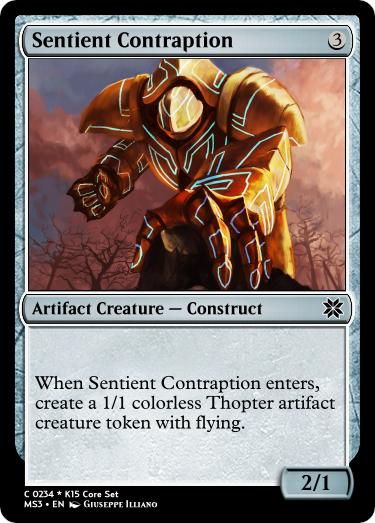 Sentient Contraption 3
Artifact Creature — Construct
When Sentient Contraption enters,
create a 1/1 colorless Thopter artifact
creature token with flying.
2/1
C 0234 * K15 Core Set
MS3 • EN Giuseppe Illiano